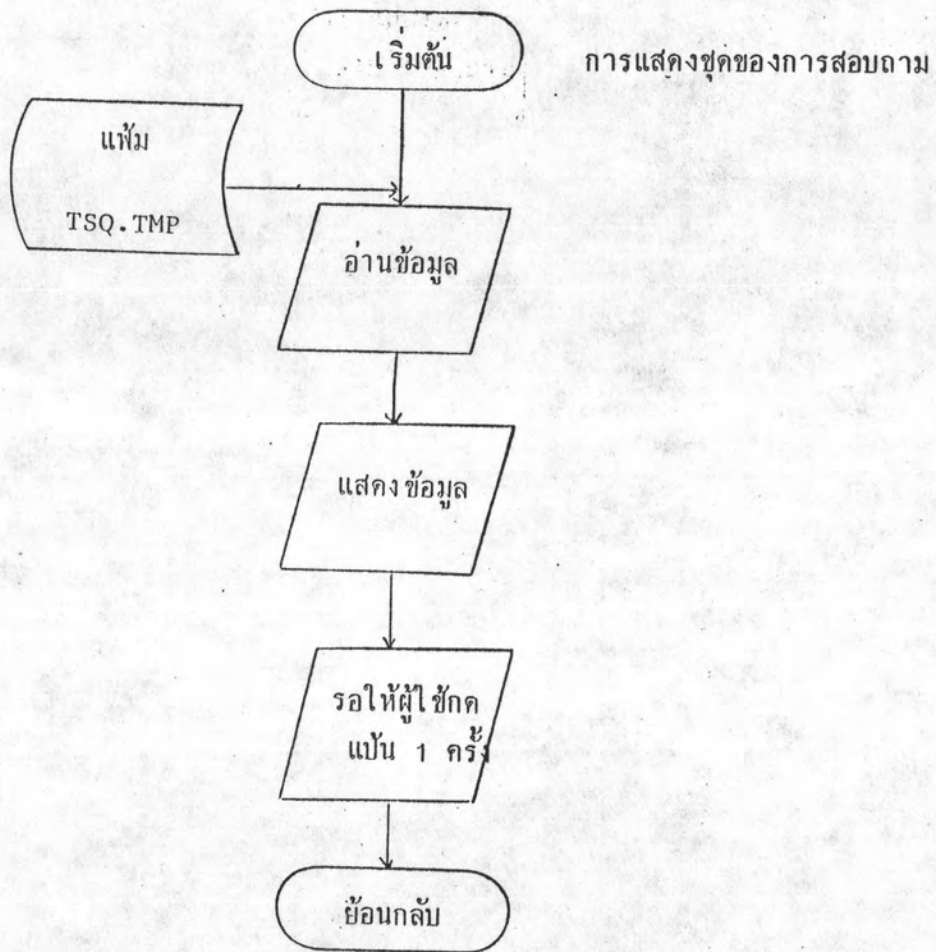 เริ่มต้น
การแสดงชุดของการสอบถาม
แฟ้ม
TSQ.TMP
อ่านข้อมูล
แสดงข้อมูล
รอให้ผู้ใช้กด
แป้น 1 ครั้ง
ย้อนกลับ